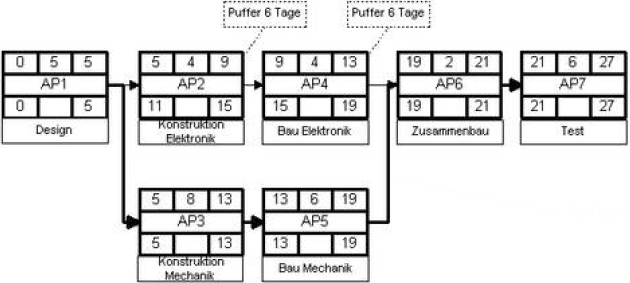 Puffer 6 Tage Puffer 6 Tage
0 5 5 5 4 9 9 4 13 19 2 21 21 6 27
AP1 AP2 AP4 AP6 AP7
0 5 11 15 15 19 19 21 21 27
Design Konstruktion Elektronik Bau Elektronik Zusammenbau Test
5 8 13 13 6 19
AP3 AP5
5 13 13 19
Konstruktion Mechanik Bau Mechanik